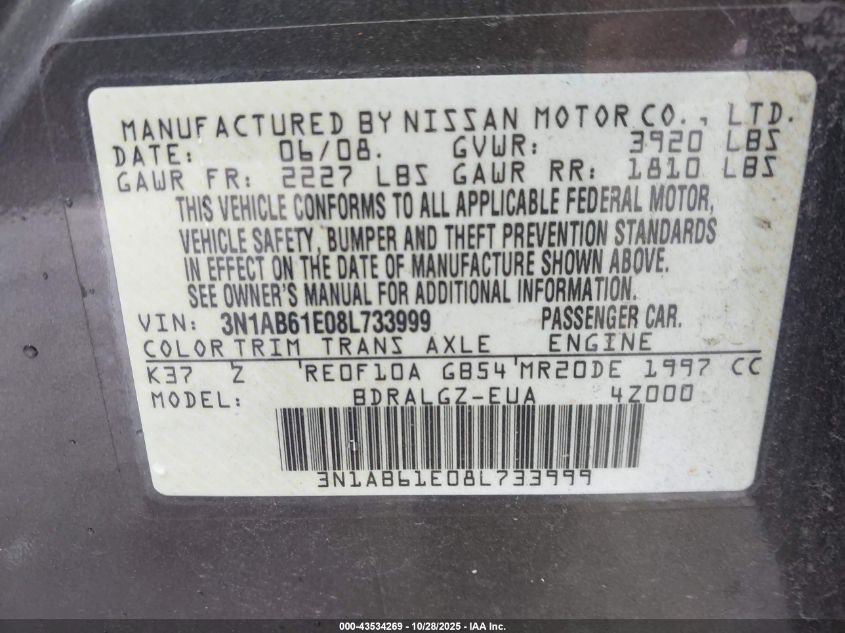 MANUFACTURED BY NISSAN MOTOR CO., LTD.
DATE: 06/08. GVWR: 3920 LBS
GAWR FR: 2227 LBS GAWR RR: 1810 LBS
THIS VEHICLE CONFORMS TO ALL APPLICABLE FEDERAL MOTOR,
VEHICLE SAFETY, BUMPER AND THEFT PREVENTION STANDARDS
IN EFFECT ON THE DATE OF MANUFACTURE SHOWN ABOVE.
SEE OWNER'S MANUAL FOR ADDITIONAL INFORMATION.
VIN: 3N1AB61E08L733999 PASSENGER CAR.
COLOR TRIM TRANS AXLE ENGINE
K37 Z RE0F10A GB54 MR20DE 1997 CC
MODEL: BDRALGZ-EUA 4Z000
3N1AB61E08L733999
000-43534269 | 10/28/2025 | IAA Inc.